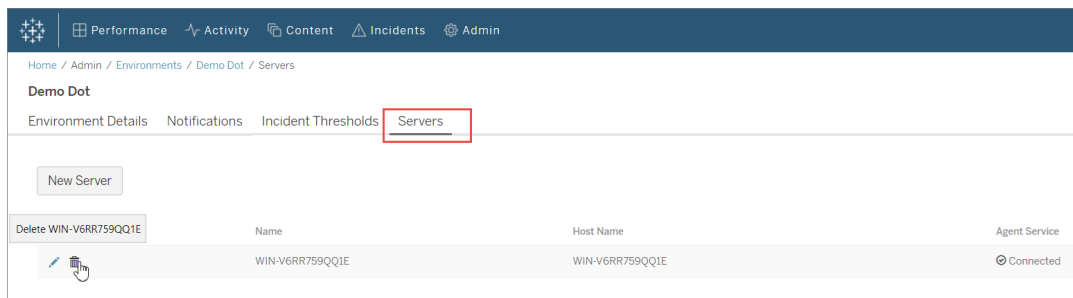 Performance Activity Content Incidents Admin
Home / Admin / Environments / Demo Dot / Servers
Demo Dot
Environment Details Notifications Incident Thresholds Servers
New Server
Delete WIN-V6RR759QQ1E
Name Host Name Agent Service
WIN-V6RR759QQ1E WIN-V6RR759QQ1E Connected